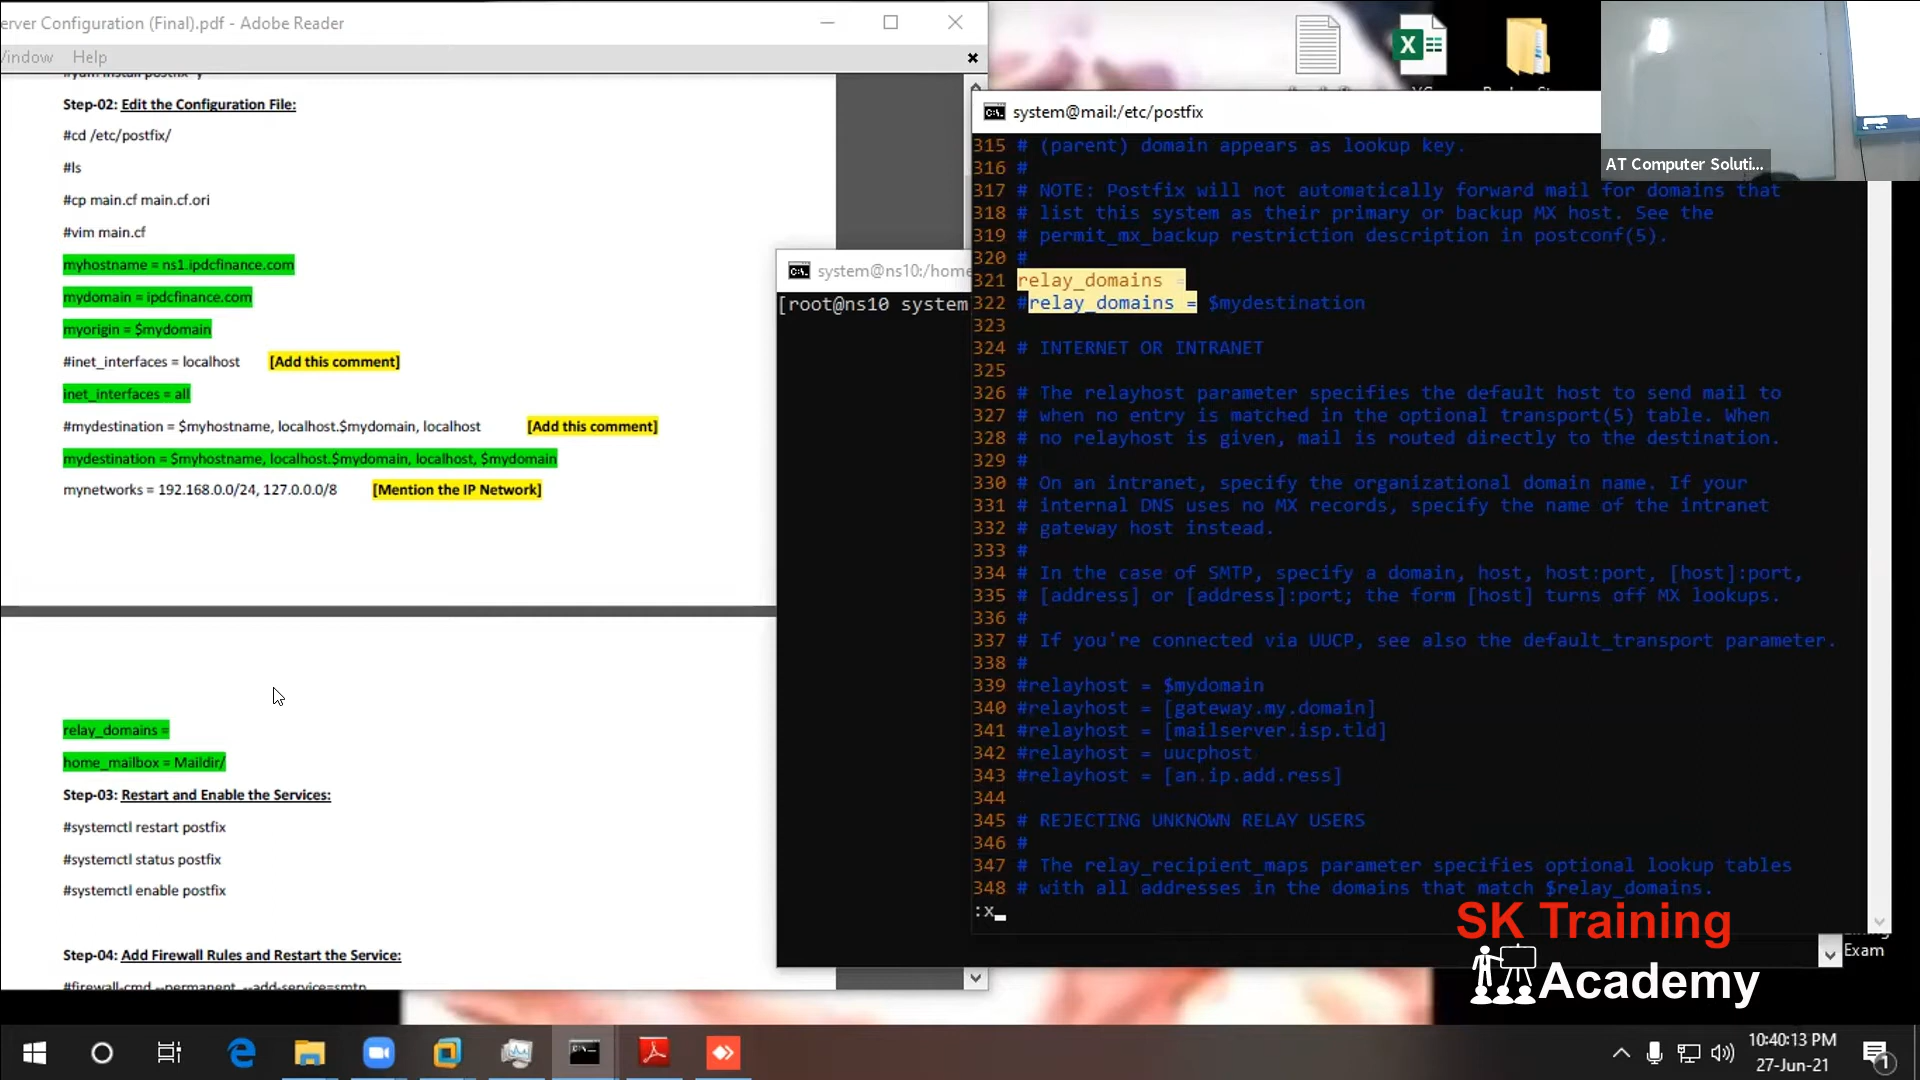 erver Configuration (Final).pdf - Adobe Reader
Vindow Help
#yum install postfix -y
Step-02: Edit the Configuration File:
#cd /etc/postfix/
#ls
#cp main.cf main.cf.ori
#vim main.cf
myhostname = ns1.ipdcfinance.com
mydomain = ipdcfinance.com
myorigin = $mydomain
#inet_interfaces = localhost [Add this comment]
inet_interfaces = all
#mydestination = $myhostname, localhost.$mydomain, localhost [Add this comment]
mydestination = $myhostname, localhost.$mydomain, localhost, $mydomain
mynetworks = 192.168.0.0/24, 127.0.0.0/8 [Mention the IP Network]
relay_domains =
home_mailbox = Maildir/
Step-03: Restart and Enable the Services:
#systemctl restart postfix
#systemctl status postfix
#systemctl enable postfix
Step-04: Add Firewall Rules and Restart the Service:
#firewall-cmd --permanent --add-service=smtp
system@ns10:/home
[root@ns10 system
system@mail:/etc/postfix
315 # (parent) domain appears as lookup key.
316 #
317 # NOTE: Postfix will not automatically forward mail for domains that
318 # list this system as their primary or backup MX host. See the
319 # permit_mx_backup restriction description in postconf(5).
320 #
321 relay_domains =
322 #relay_domains = $mydestination
323
324 # INTERNET OR INTRANET
325
326 # The relayhost parameter specifies the default host to send mail to
327 # when no entry is matched in the optional transport(5) table. When
328 # no relayhost is given, mail is routed directly to the destination.
329 #
330 # On an intranet, specify the organizational domain name. If your
331 # internal DNS uses no MX records, specify the name of the intranet
332 # gateway host instead.
333 #
334 # In the case of SMTP, specify a domain, host, host:port, [host]:port,
335 # [address] or [address]:port; the form [host] turns off MX lookups.
336 #
337 # If you're connected via UUCP, see also the default_transport parameter.
338 #
339 #relayhost = $mydomain
340 #relayhost = [gateway.my.domain]
341 #relayhost = [mailserver.isp.tld]
342 #relayhost = uucphost
343 #relayhost = [an.ip.add.ress]
344
345 # REJECTING UNKNOWN RELAY USERS
346 #
347 # The relay_recipient_maps parameter specifies optional lookup tables
348 # with all addresses in the domains that match $relay_domains.
:x
AT Computer Soluti...
Exam
SK Training
Academy
10:40:13 PM
27-Jun-21
1